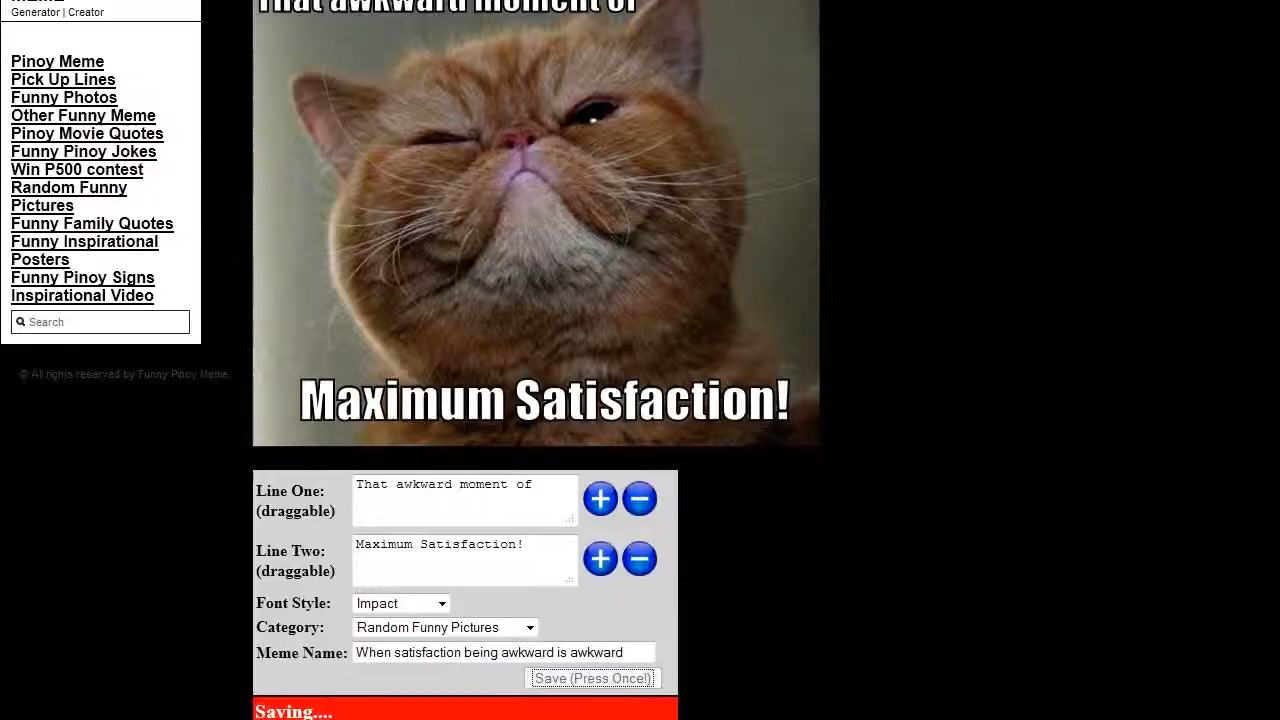 Generator | Creator
Pinoy Meme
Pick Up Lines
Funny Photos
Other Funny Meme
Pinoy Movie Quotes
Funny Pinoy Jokes
Win P500 contest
Random Funny
Pictures
Funny Family Quotes
Funny Inspirational
Posters
Funny Pinoy Signs
Inspirational Video
Search
© All rights reserved by Funny Pinoy Meme.
That awkward moment of
Maximum Satisfaction!
Line One:
(draggable)
That awkward moment of
Line Two:
(draggable)
Maximum Satisfaction!
Font Style: Impact
Category: Random Funny Pictures
Meme Name: When satisfaction being awkward is awkward
Save (Press Once!)
Saving....